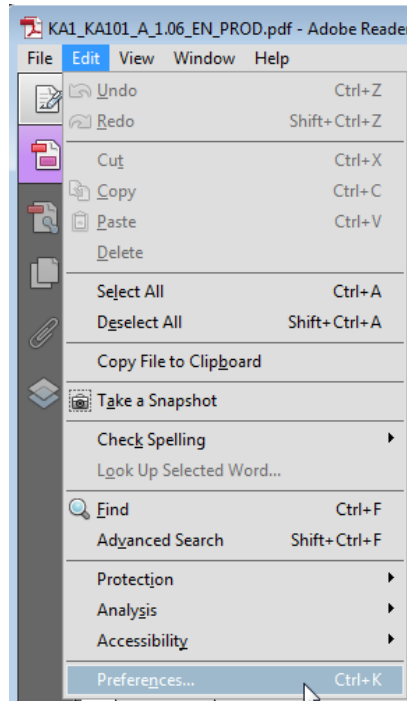 KA1_KA101_A_1.06_EN_PROD.pdf - Adobe Reade
File Edit View Window Help
Undo Ctrl+Z
Redo Shift+Ctrl+Z
Cut Ctrl+X
Copy Ctrl+C
Paste Ctrl+V
Delete
Select All Ctrl+A
Deselect All Shift+Ctrl+A
Copy File to Clipboard
Take a Snapshot
Check Spelling
Look Up Selected Word...
Find Ctrl+F
Advanced Search Shift+Ctrl+F
Protection
Analysis
Accessibility
Preferences... Ctrl+K